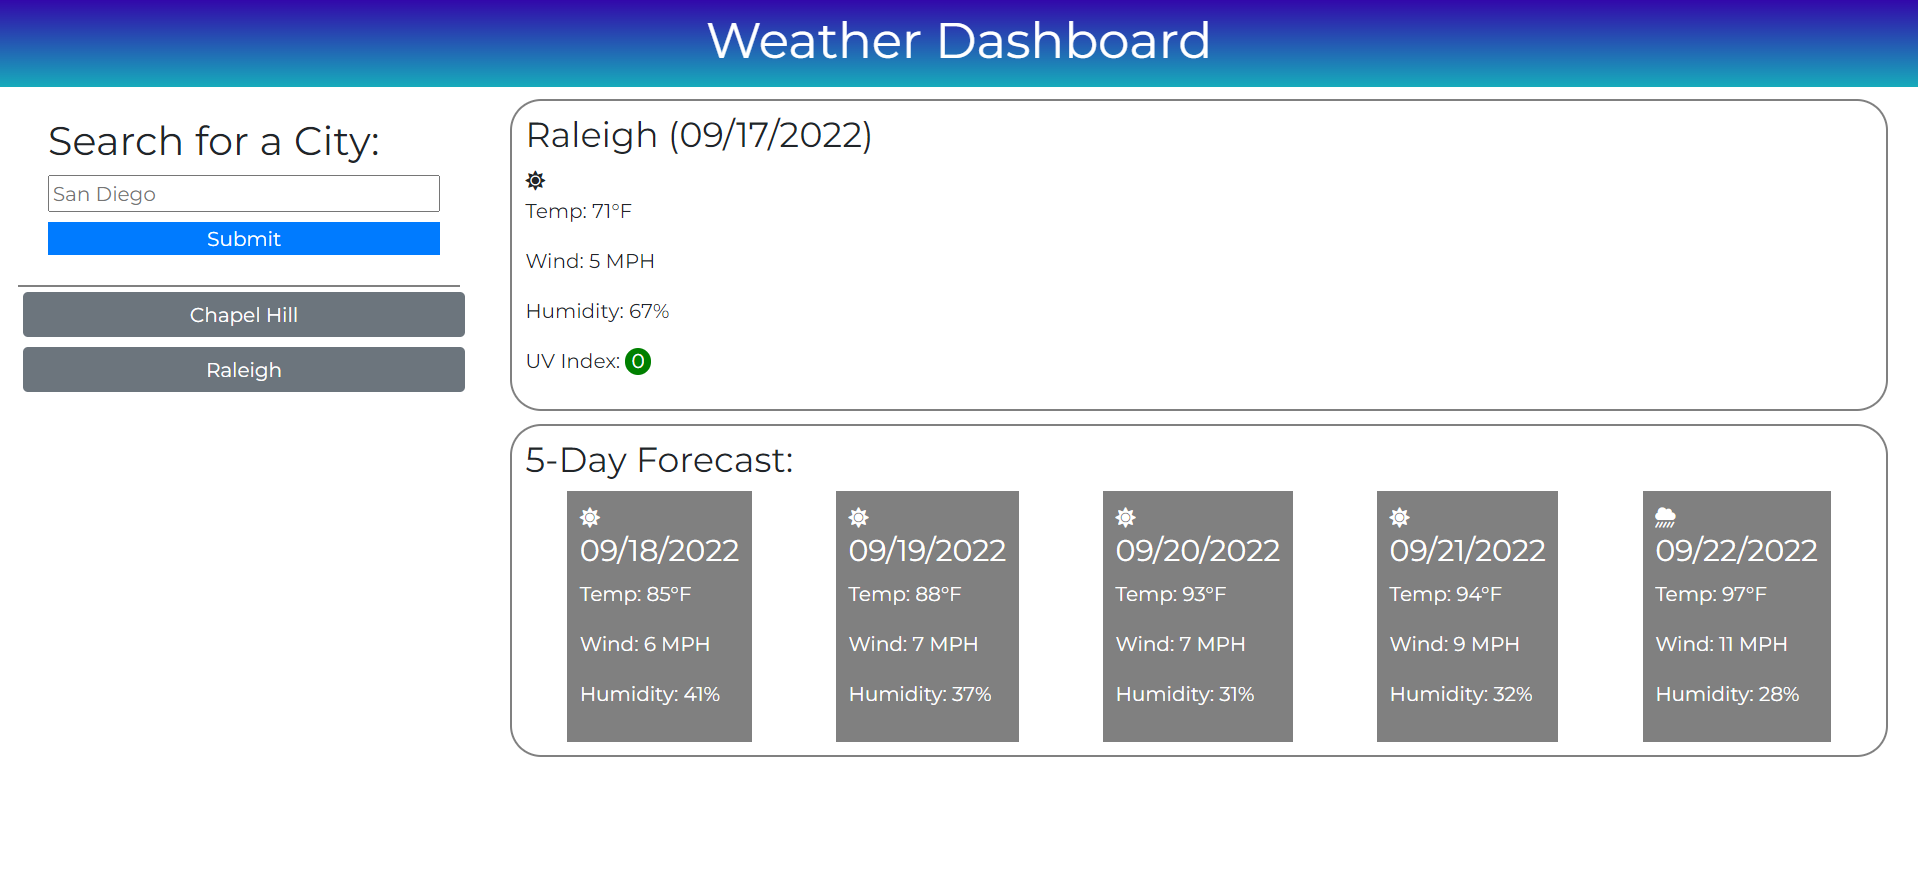 Weather Dashboard
Search for a City:
San Diego
Submit
Chapel Hill
Raleigh
Raleigh (09/17/2022)
Temp: 71°F
Wind: 5 MPH
Humidity: 67%
UV Index: 0
5-Day Forecast:
09/18/2022
Temp: 85°F
Wind: 6 MPH
Humidity: 41%
09/19/2022
Temp: 88°F
Wind: 7 MPH
Humidity: 37%
09/20/2022
Temp: 93°F
Wind: 7 MPH
Humidity: 31%
09/21/2022
Temp: 94°F
Wind: 9 MPH
Humidity: 32%
09/22/2022
Temp: 97°F
Wind: 11 MPH
Humidity: 28%